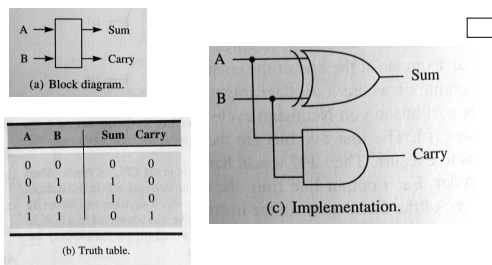 A Sum
B Carry
(a) Block diagram.
A B Sum Carry
0 0 0 0
0 1 1 0
1 0 1 0
1 1 0 1
(b) Truth table.
A
Sum
B
Carry
(c) Implementation.